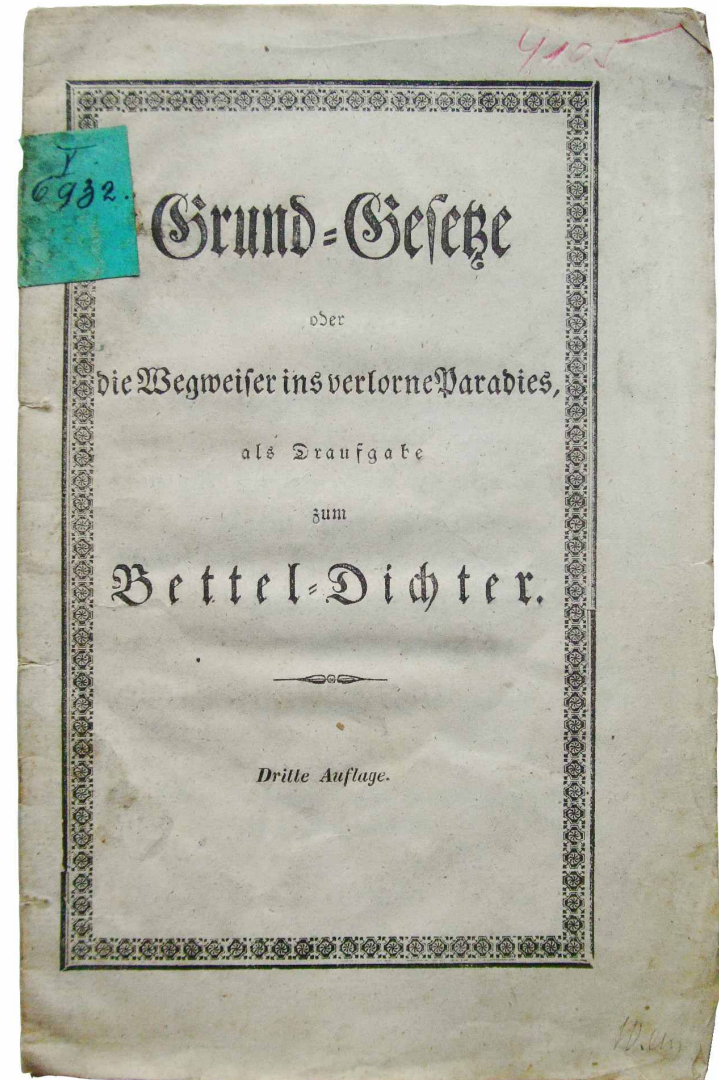 4105
V.
6932.
Grund-Gesetze
oder
die Wegweiser ins verlorne Paradies,
als Draufgabe
zum
Bettel-Dichter.
Dritte Auflage.